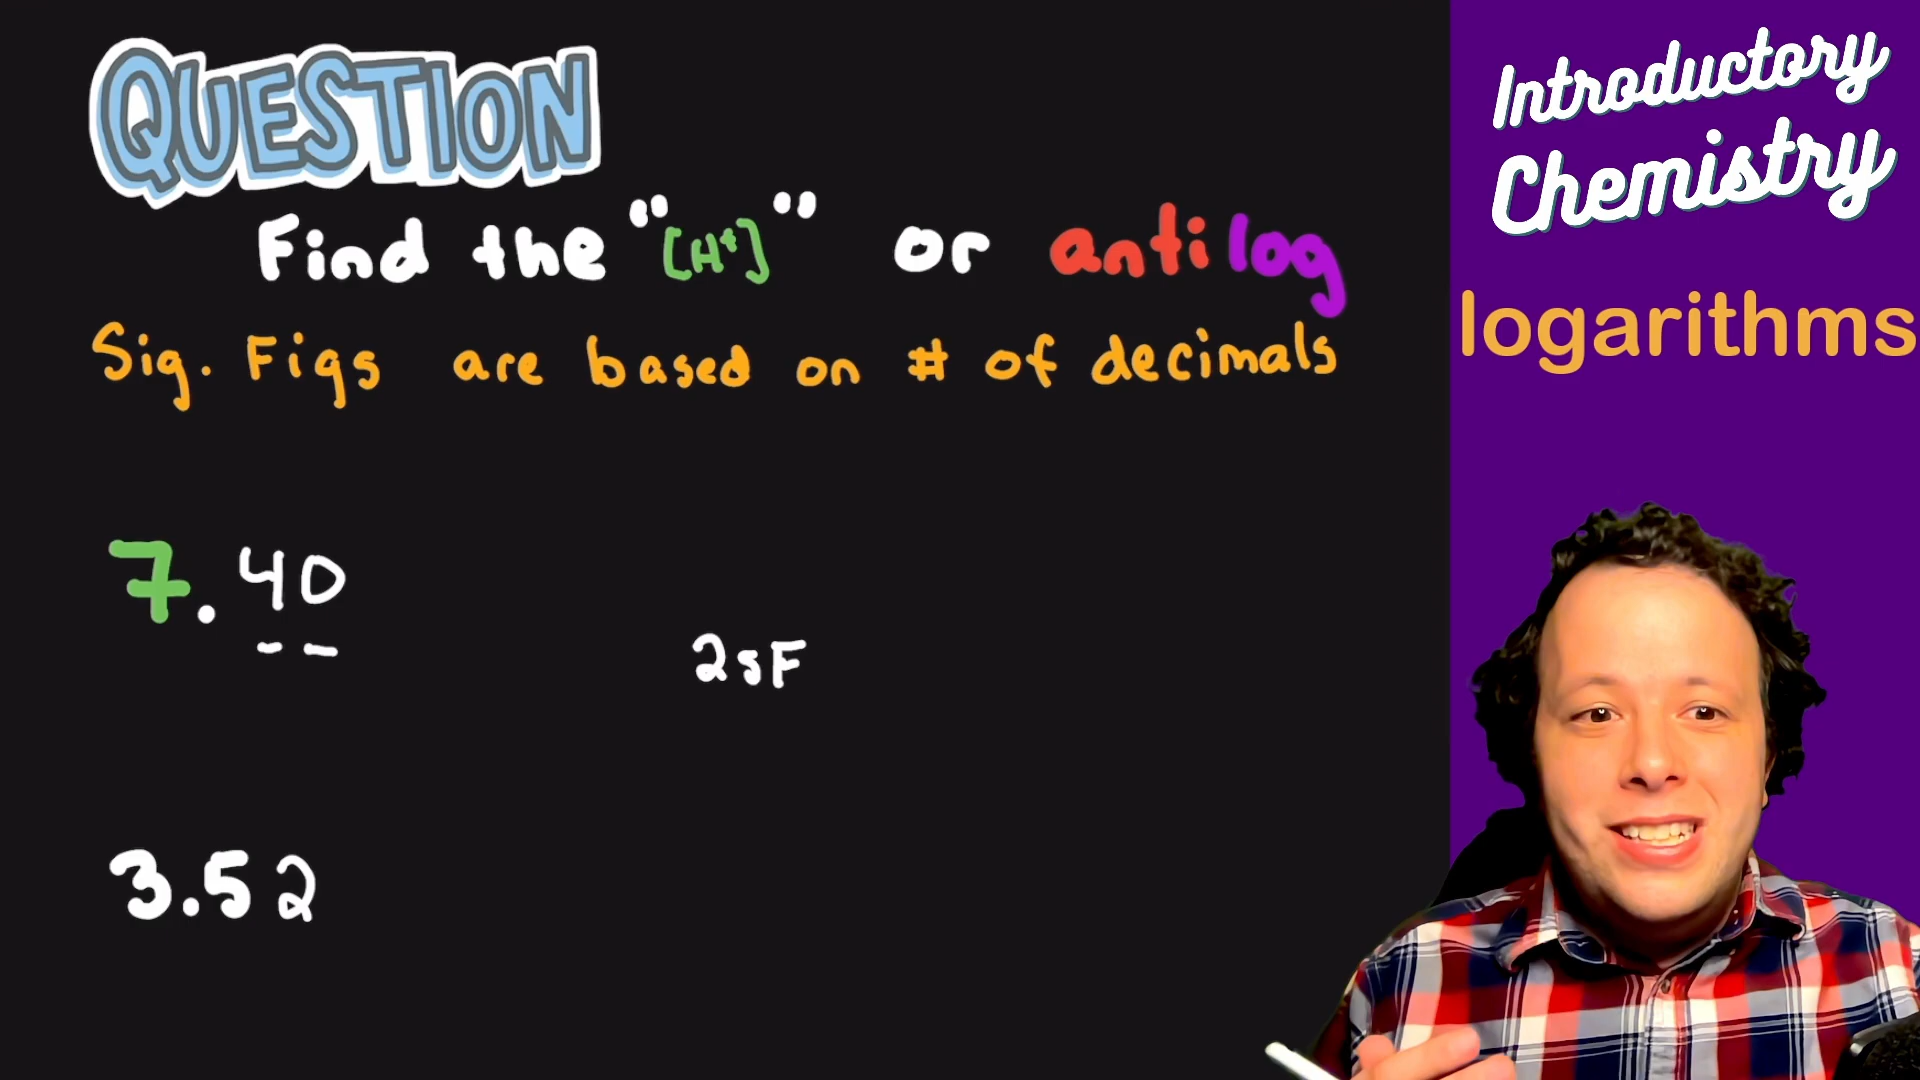 QUESTION
Find the "[H⁺]" or antilog
Sig. Figs are based on # of decimals
7.40
2sF
3.52
Introductory
Chemistry
logarithms